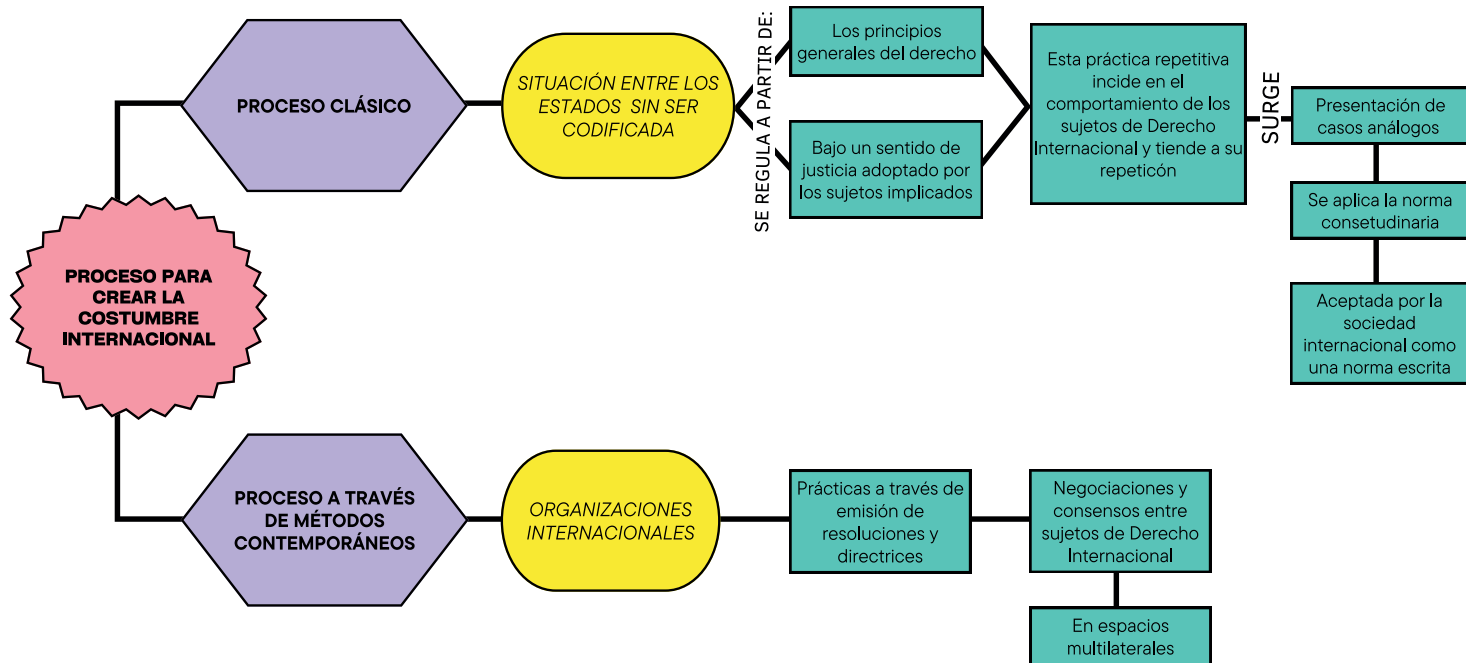 PROCESO PARA
CREAR LA
COSTUMBRE
INTERNACIONAL
PROCESO CLÁSICO
SITUACIÓN ENTRE LOS
ESTADOS SIN SER
CODIFICADA
SE REGULA A PARTIR DE:
Los principios
generales del derecho
Bajo un sentido de
justicia adoptado por
los sujetos implicados
Esta práctica repetitiva
incide en el
comportamiento de los
sujetos de Derecho
Internacional y tiende a su
repeticón
SURGE
Presentación de
casos análogos
Se aplica la norma
consetudinaria
Aceptada por la
sociedad
internacional como
una norma escrita
PROCESO A TRAVÉS
DE MÉTODOS
CONTEMPORÁNEOS
ORGANIZACIONES
INTERNACIONALES
Prácticas a través de
emisión de
resoluciones y
directrices
Negociaciones y
consensos entre
sujetos de Derecho
Internacional
En espacios
multilaterales